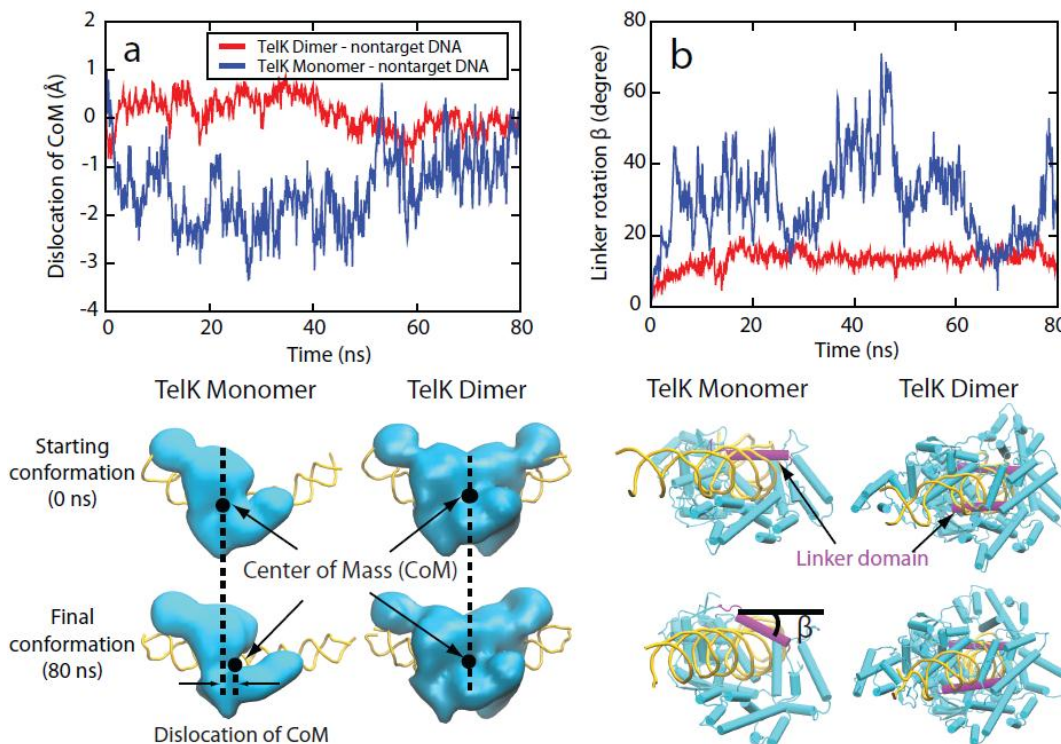 a
TelK Dimer - nontarget DNA
TelK Monomer - nontarget DNA
Dislocation of CoM (Å)
2
1
0
-1
-2
-3
-4
0 20 40 60 80
Time (ns)
b
Linker rotation β (degree)
80
60
40
20
0
0 20 40 60 80
Time (ns)
TelK Monomer TelK Dimer
Starting
conformation
(0 ns)
Center of Mass (CoM)
Final
conformation
(80 ns)
Dislocation of CoM
TelK Monomer TelK Dimer
Linker domain
β